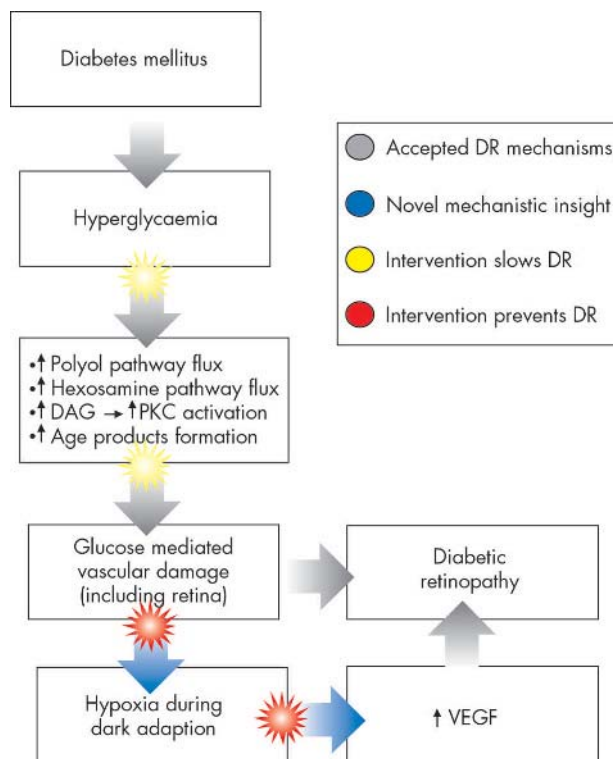 Diabetes mellitus
Hyperglycaemia
•↑ Polyol pathway flux
•↑ Hexosamine pathway flux
•↑ DAG → ↑PKC activation
•↑ Age products formation
Glucose mediated
vascular damage
(including retina)
Hypoxia during
dark adaption
↑ VEGF
Diabetic
retinopathy
Accepted DR mechanisms
Novel mechanistic insight
Intervention slows DR
Intervention prevents DR